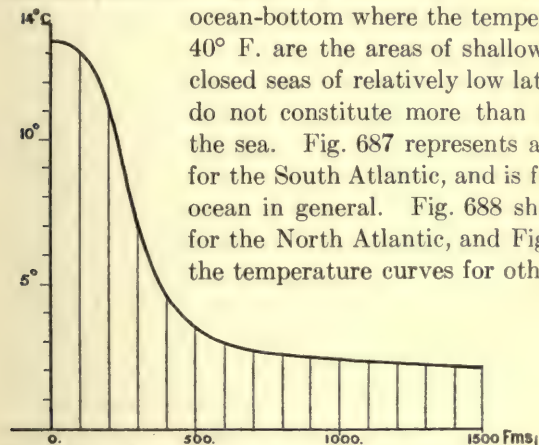 14°C
ocean-bottom where the tempe
40° F. are the areas of shallow
closed seas of relatively low lat
do not constitute more than
10°
the sea. Fig. 687 represents a
for the South Atlantic, and is f
ocean in general. Fig. 688 sh
for the North Atlantic, and Fig
5°
the temperature curves for oth
0. 500. 1000. 1500 Fms